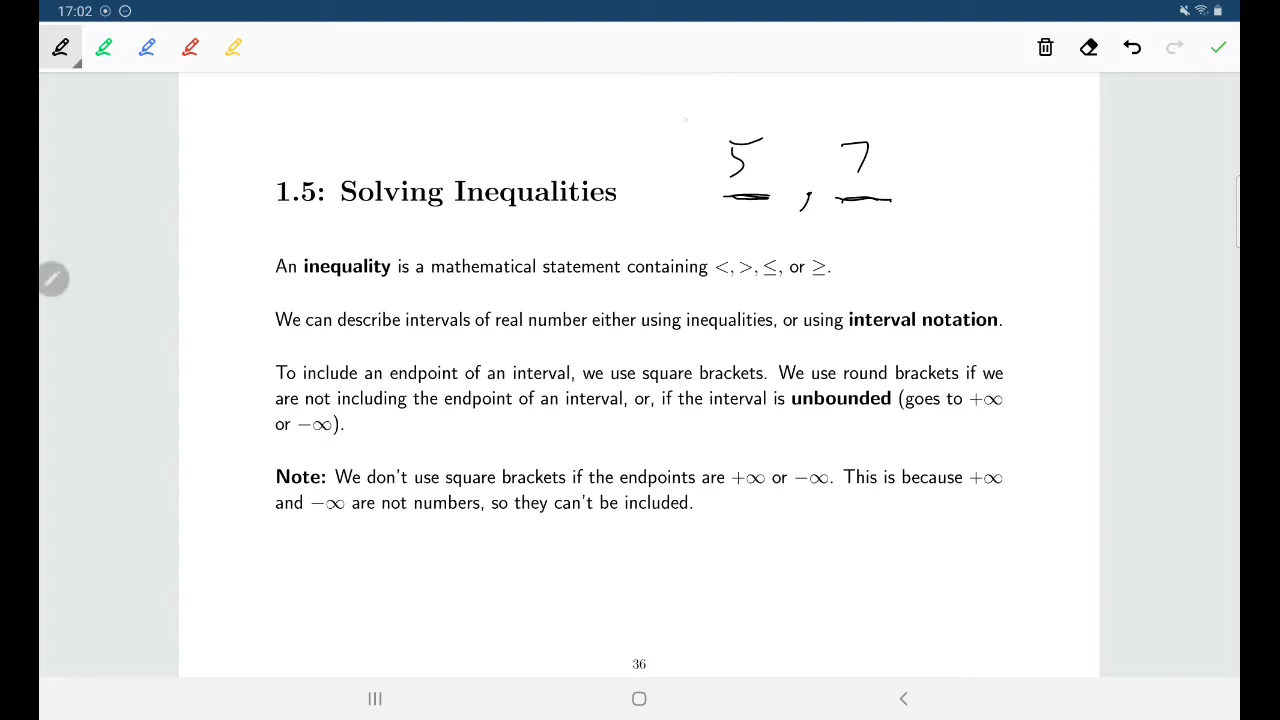 17:02
5 , 7
1.5: Solving Inequalities
An inequality is a mathematical statement containing <, >, ≤, or ≥.
We can describe intervals of real number either using inequalities, or using interval notation.
To include an endpoint of an interval, we use square brackets. We use round brackets if we
are not including the endpoint of an interval, or, if the interval is unbounded (goes to +∞
or −∞).
Note: We don't use square brackets if the endpoints are +∞ or −∞. This is because +∞
and −∞ are not numbers, so they can't be included.
36